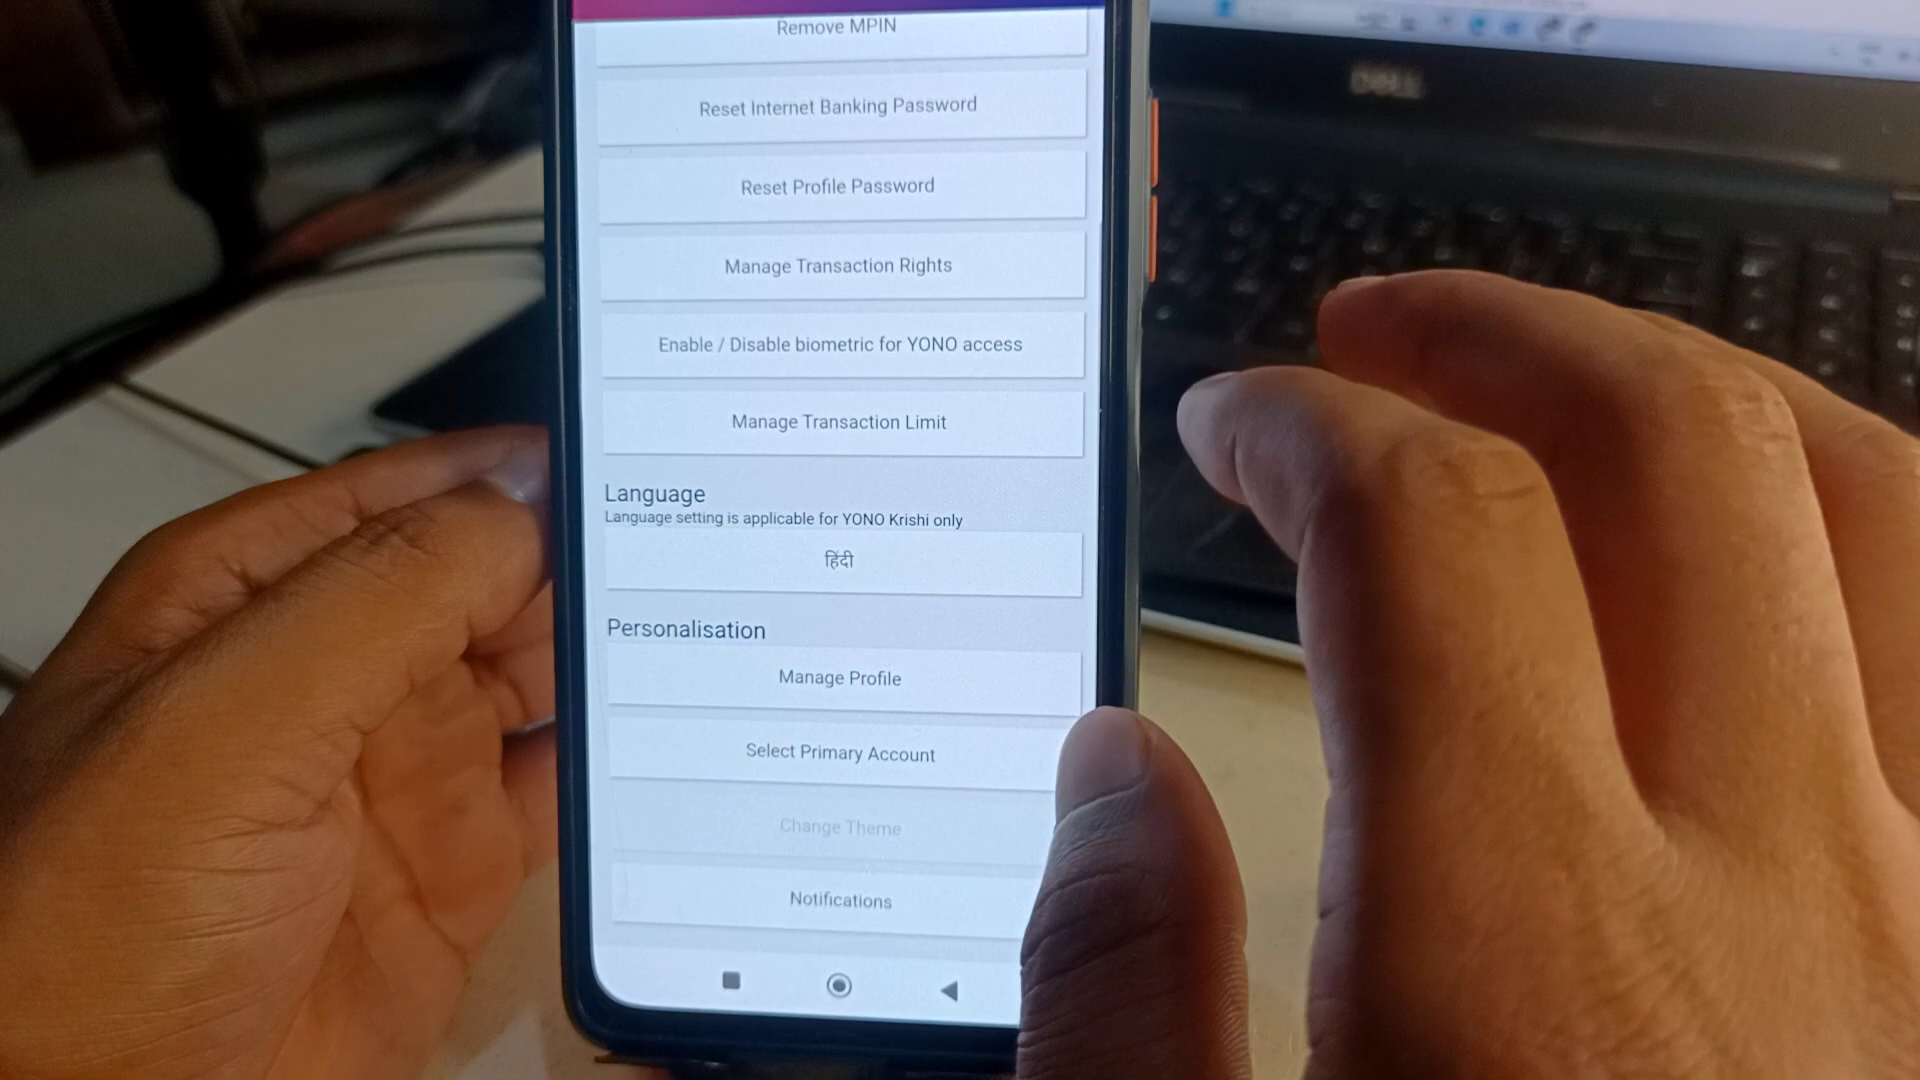 Remove MPIN
Reset Internet Banking Password
Reset Profile Password
Manage Transaction Rights
Enable / Disable biometric for YONO access
Manage Transaction Limit
Language
Language setting is applicable for YONO Krishi only
हिंदी
Personalisation
Manage Profile
Select Primary Account
Change Theme
Notifications
DELL